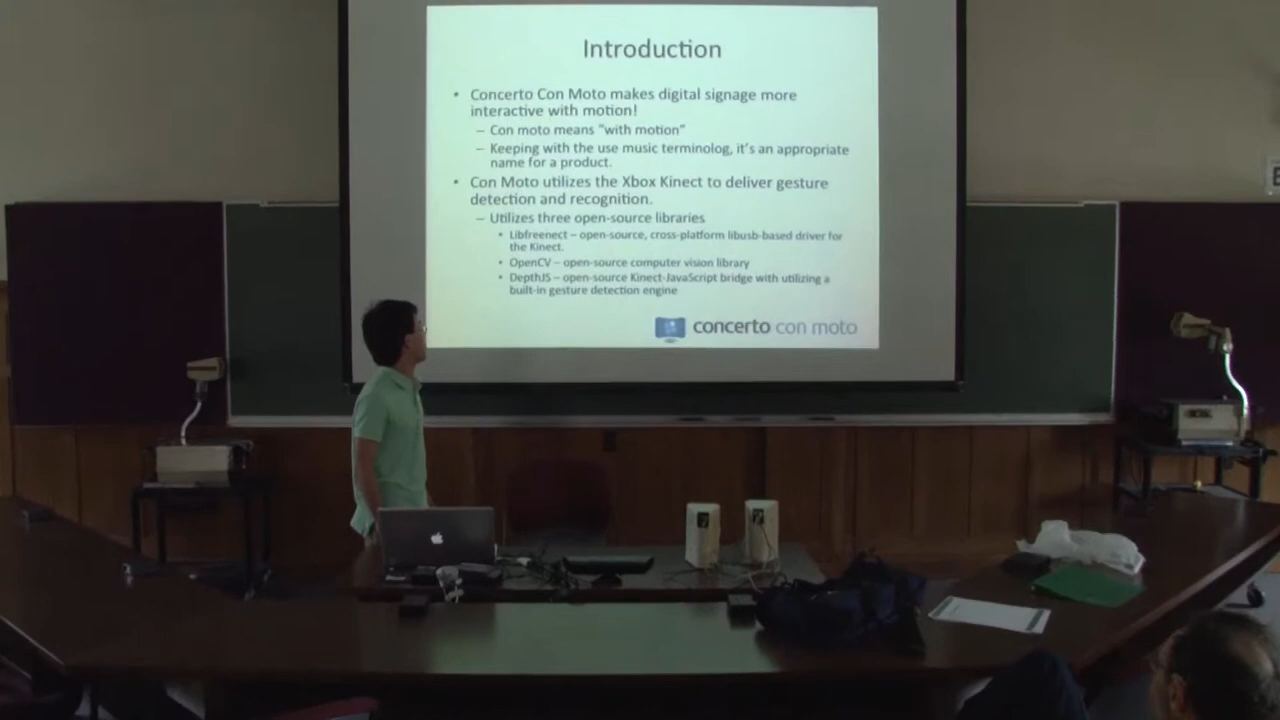 Introduction
• Concerto Con Moto makes digital signage more
interactive with motion!
– Con moto means "with motion"
– Keeping with the use music terminolog, it's an appropriate
name for a product.
• Con Moto utilizes the Xbox Kinect to deliver gesture
detection and recognition.
– Utilizes three open-source libraries
• Libfreenect – open-source, cross-platform libusb-based driver for
the Kinect.
• OpenCV – open-source computer vision library
• DepthJS – open-source Kinect-JavaScript bridge with utilizing a
built-in gesture detection engine
concerto con moto